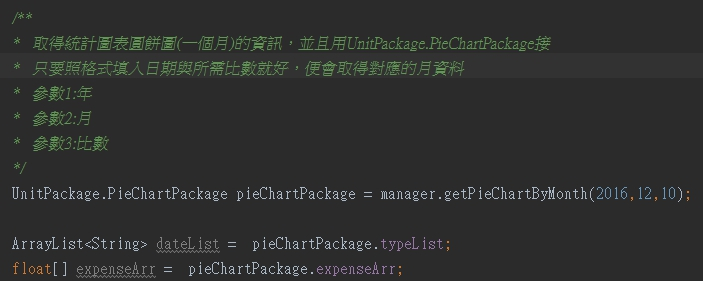 /**
* 取得統計圖表圓餅圖(一個月)的資訊，並且用UnitPackage.PieChartPackage接
* 只要照格式填入日期與所需比數就好，便會取得對應的月資料
* 參數1:年
* 參數2:月
* 參數3:比數
*/
UnitPackage.PieChartPackage pieChartPackage = manager.getPieChartByMonth(2016,12,10);
ArrayList<String> dateList = pieChartPackage.typeList;
float[] expenseArr = pieChartPackage.expenseArr;